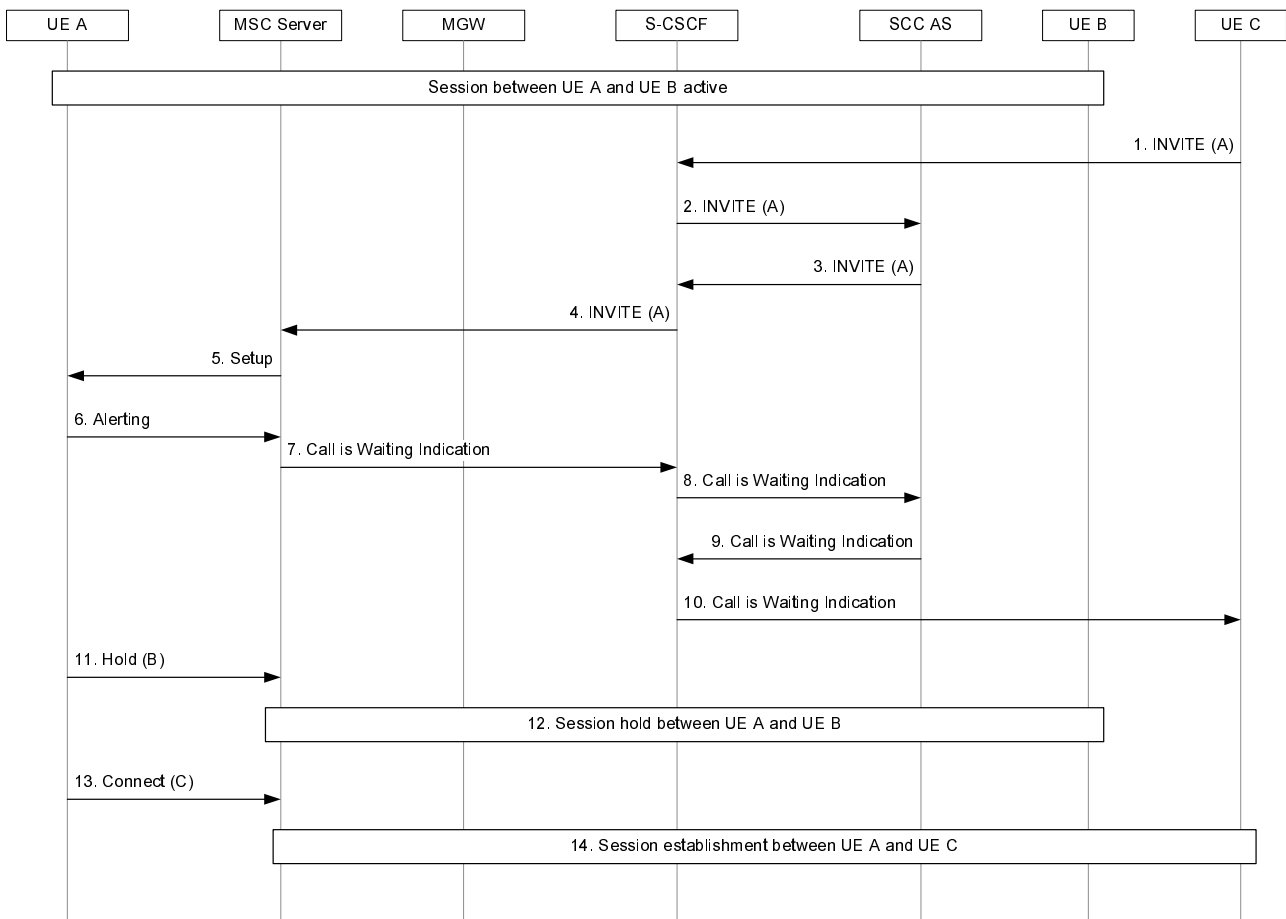 UE A
MSC Server
MGW
S-CSCF
SCC AS
UE B
UE C
Session between UE A and UE B active
1. INVITE (A)
2. INVITE (A)
3. INVITE (A)
4. INVITE (A)
5. Setup
6. Alerting
7. Call is Waiting Indication
8. Call is Waiting Indication
9. Call is Waiting Indication
10. Call is Waiting Indication
11. Hold (B)
12. Session hold between UE A and UE B
13. Connect (C)
14. Session establishment between UE A and UE C